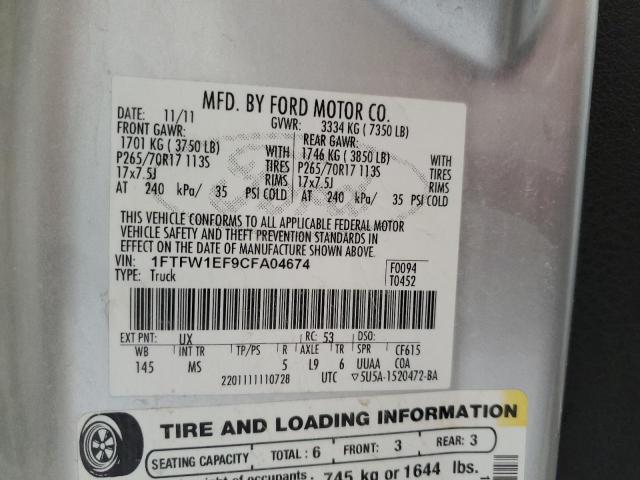 MFD. BY FORD MOTOR CO.
DATE: 11/11 GVWR: 3334 KG ( 7350 LB)
FRONT GAWR: REAR GAWR:
1701 KG ( 3750 LB) WITH 1746 KG ( 3850 LB) WITH
P265/70R17 113S TIRES P265/70R17 113S TIRES
17x7.5J RIMS 17x7.5J RIMS
AT 240 kPa/ 35 PSI COLD AT 240 kPa/ 35 PSI COLD
THIS VEHICLE CONFORMS TO ALL APPLICABLE FEDERAL MOTOR
VEHICLE SAFETY AND THEFT PREVENTION STANDARDS IN
EFFECT ON THE DATE OF MANUFACTURE SHOWN ABOVE.
VIN: 1FTFW1EF9CFA04674 F0094
TYPE: Truck T0452
EXT PNT: UX RC: 53 DSO:
WB INT TR TP/PS R AXLE TR SPR CF615
145 MS 5 L9 6 UUAA COA
2201111110728 UTC ▽5U5A-1520472-BA
TIRE AND LOADING INFORMATION
SEATING CAPACITY TOTAL: 6 FRONT: 3 REAR: 3
of occupants 745 kg or 1644 lbs.